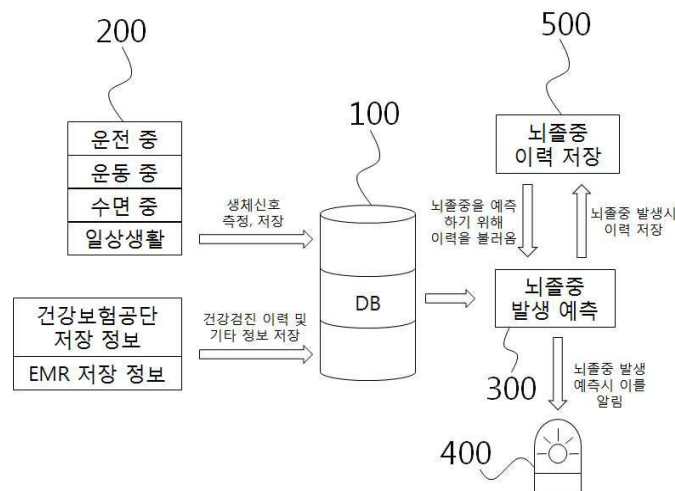 200
운전 중
운동 중
수면 중
일상생활
생체신호
측정, 저장
건강보험공단
저장 정보
EMR 저장 정보
건강검진 이력 및
기타 정보 저장
100
DB
500
뇌졸중
이력 저장
뇌졸중을 예측
하기 위해
이력을 불러옴
뇌졸중 발생시
이력 저장
뇌졸중
발생 예측
300
뇌졸중 발생
예측시 이를
알림
400